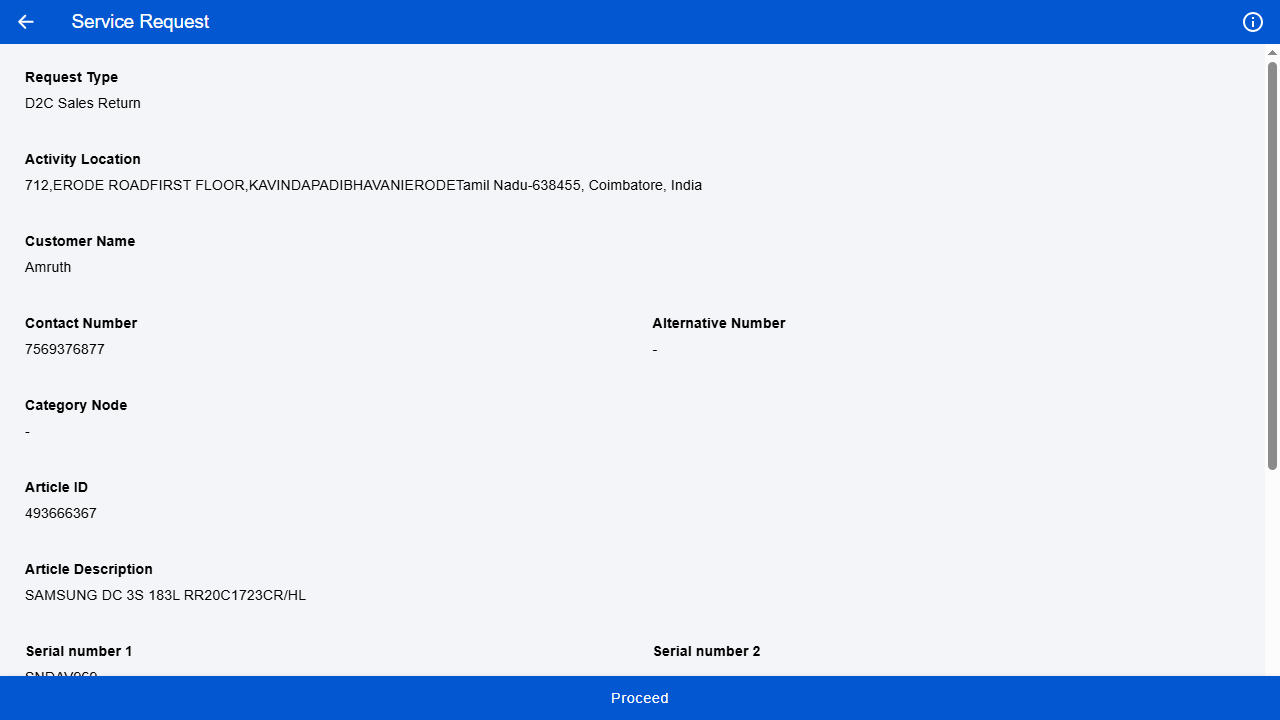 Service Request
Request Type
D2C Sales Return
Activity Location
712,ERODE ROADFIRST FLOOR,KAVINDAPADIBHAVANIERODETamil Nadu-638455, Coimbatore, India
Customer Name
Amruth
Contact Number
7569376877
Alternative Number
-
Category Node
-
Article ID
493666367
Article Description
SAMSUNG DC 3S 183L RR20C1723CR/HL
Serial number 1
Serial number 2
Proceed